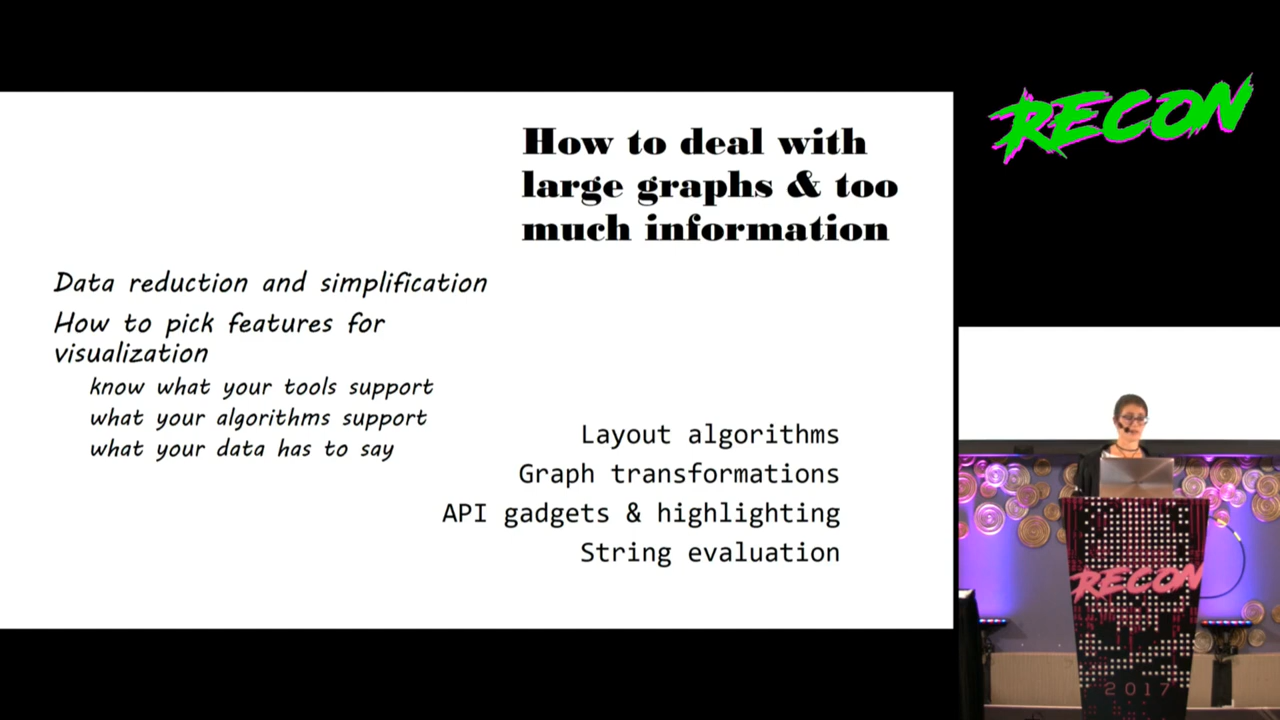 How to deal with
large graphs & too
much information
Data reduction and simplification
How to pick features for
visualization
know what your tools support
what your algorithms support
what your data has to say
Layout algorithms
Graph transformations
API gadgets & highlighting
String evaluation
RECON
RECON
2017